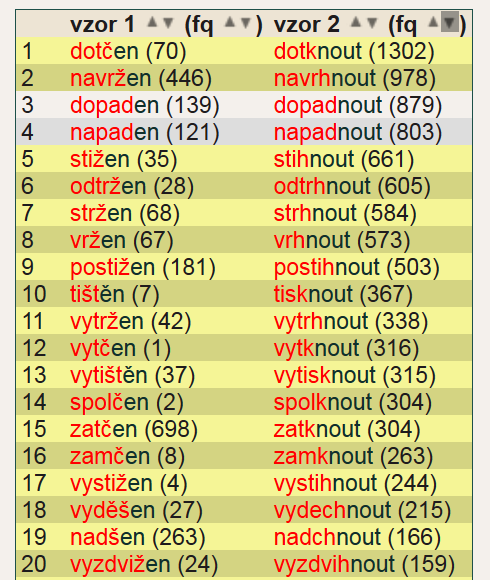 vzor 1 ▲▼ (fq ▲▼) vzor 2 ▲▼ (fq ▲▼)
1 dotčen (70) dotknout (1302)
2 navržen (446) navrhnout (978)
3 dopaden (139) dopadnout (879)
4 napaden (121) napadnout (803)
5 stižen (35) stihnout (661)
6 odtržen (28) odtrhnout (605)
7 stržen (68) strhnout (584)
8 vržen (67) vrhnout (573)
9 postižen (181) postihnout (503)
10 tištěn (7) tisknout (367)
11 vytržen (42) vytrhnout (338)
12 vytčen (1) vytknout (316)
13 vytištěn (37) vytisknout (315)
14 spolčen (2) spolknout (304)
15 zatčen (698) zatknout (304)
16 zamčen (8) zamknout (263)
17 vystižen (4) vystihnout (244)
18 vyděšen (27) vydechnout (215)
19 nadšen (263) nadchnout (166)
20 vyzdvižen (24) vyzdvihnout (159)